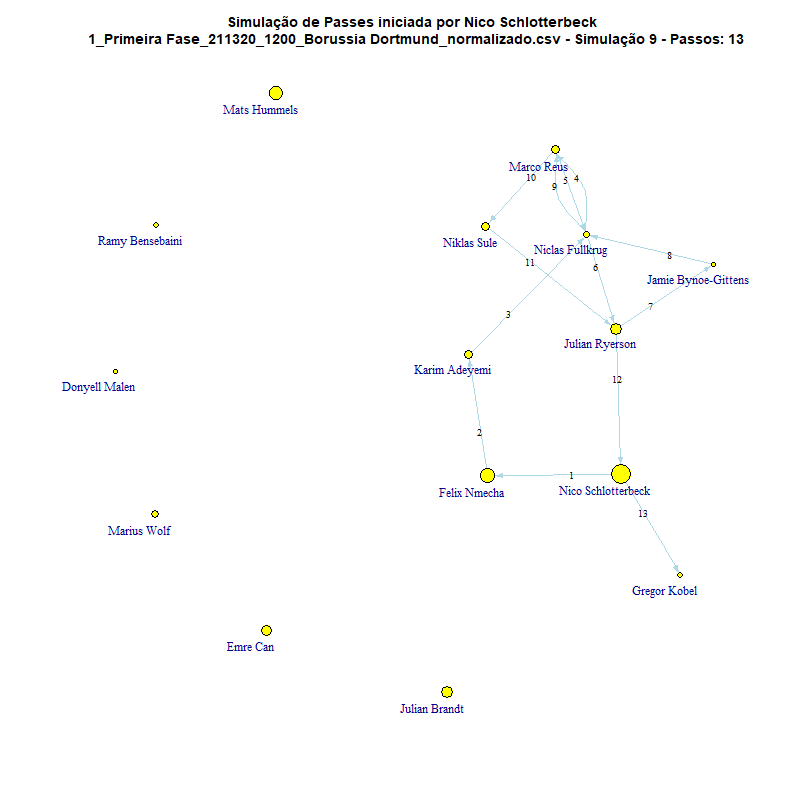 Simulação de Passes iniciada por Nico Schlotterbeck
1_Primeira Fase_211320_1200_Borussia Dortmund_normalizado.csv - Simulação 9 - Passos: 13
Mats Hummels
Marco Reus
10
5
4
9
Ramy Bensebaini
Niklas Sule
Niclas Fullkrug
8
11
6
Jamie Bynoe-Gittens
7
3
Julian Ryerson
Karim Adeyemi
12
Donyell Malen
2
1
Felix Nmecha
Nico Schlotterbeck
13
Marius Wolf
Gregor Kobel
Emre Can
Julian Brandt